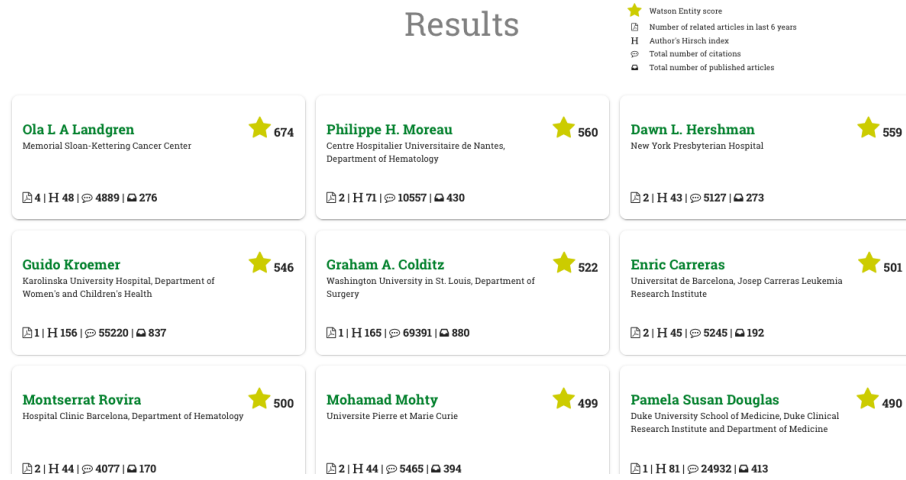 Results
Watson Entity score
Number of related articles in last 6 years
H Author's Hirsch index
Total number of citations
Total number of published articles
Ola L A Landgren
674
Memorial Sloan-Kettering Cancer Center
4 | H 48 | 4889 | 276
Philippe H. Moreau
560
Centre Hospitalier Universitaire de Nantes,
Department of Hematology
2 | H 71 | 10557 | 430
Dawn L. Hershman
559
New York Presbyterian Hospital
2 | H 43 | 5127 | 273
Guido Kroemer
546
Karolinska University Hospital, Department of
Women's and Children's Health
1 | H 156 | 55220 | 837
Graham A. Colditz
522
Washington University in St. Louis, Department of
Surgery
1 | H 165 | 69391 | 880
Enric Carreras
501
Universitat de Barcelona, Josep Carreras Leukemia
Research Institute
2 | H 45 | 5245 | 192
Montserrat Rovira
500
Hospital Clinic Barcelona, Department of Hematology
2 | H 44 | 4077 | 170
Mohamad Mohty
499
Universite Pierre et Marie Curie
2 | H 44 | 5465 | 394
Pamela Susan Douglas
490
Duke University School of Medicine, Duke Clinical
Research Institute and Department of Medicine
1 | H 81 | 24932 | 413